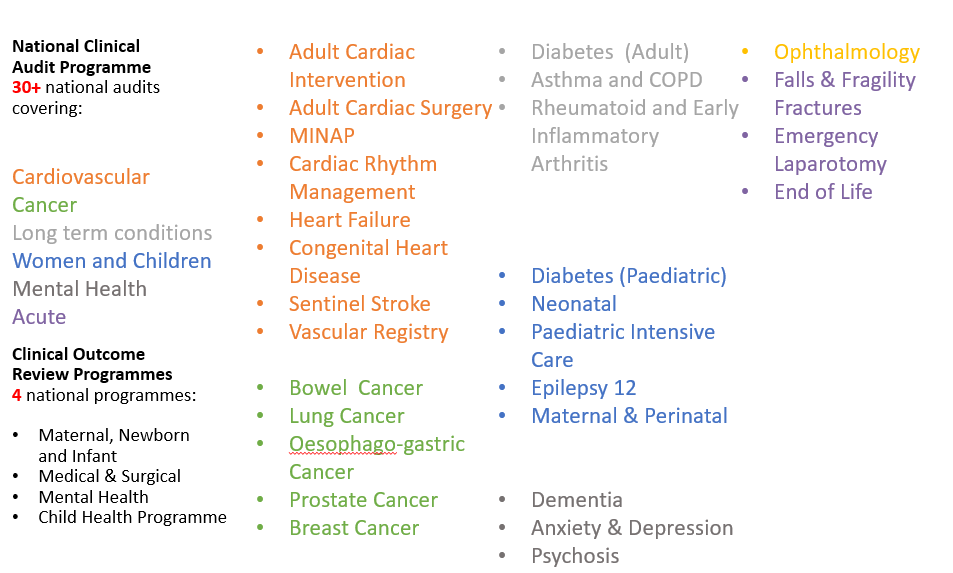 National Clinical
Audit Programme
30+ national audits
covering:
Cardiovascular
Cancer
Long term conditions
Women and Children
Mental Health
Acute
Clinical Outcome
Review Programmes
4 national programmes:
• Maternal, Newborn
and Infant
• Medical & Surgical
• Mental Health
• Child Health Programme
• Adult Cardiac
Intervention
• Adult Cardiac Surgery
• MINAP
• Cardiac Rhythm
Management
• Heart Failure
• Congenital Heart
Disease
• Sentinel Stroke
• Vascular Registry
• Bowel  Cancer
• Lung Cancer
• Oesophago-gastric
Cancer
• Prostate Cancer
• Breast Cancer
• Diabetes  (Adult)
• Asthma and COPD
• Rheumatoid and Early
Inflammatory
Arthritis
• Diabetes (Paediatric)
• Neonatal
• Paediatric Intensive
Care
• Epilepsy 12
• Maternal & Perinatal
• Dementia
• Anxiety & Depression
• Psychosis
• Ophthalmology
• Falls & Fragility
Fractures
• Emergency
Laparotomy
• End of Life